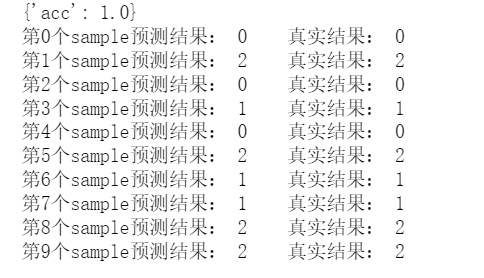 {'acc': 1.0}
第0个sample预测结果: 0 真实结果: 0
第1个sample预测结果: 2 真实结果: 2
第2个sample预测结果: 0 真实结果: 0
第3个sample预测结果: 1 真实结果: 1
第4个sample预测结果: 0 真实结果: 0
第5个sample预测结果: 2 真实结果: 2
第6个sample预测结果: 1 真实结果: 1
第7个sample预测结果: 1 真实结果: 1
第8个sample预测结果: 2 真实结果: 2
第9个sample预测结果: 2 真实结果: 2